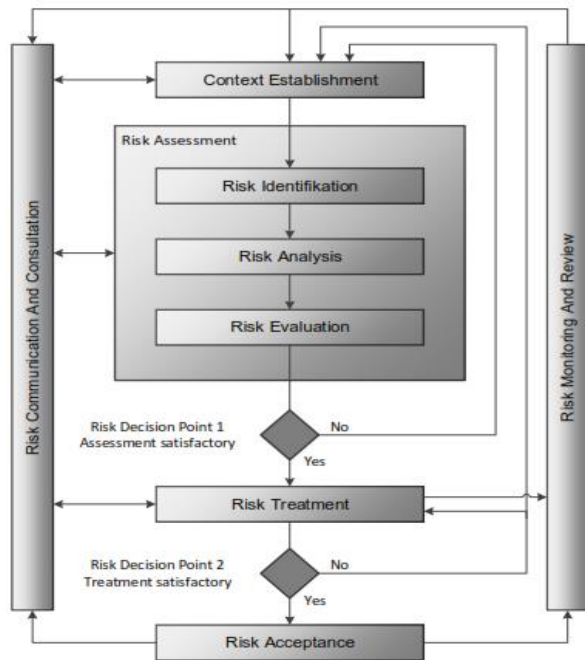 Context Establishment
Risk Assessment
Risk Identifikation
Risk Analysis
Risk Evaluation
Risk Decision Point 1
Assessment satisfactory
No
Yes
Risk Treatment
Risk Decision Point 2
Treatment satisfactory
No
Yes
Risk Acceptance
Risk Communication And Consultation
Risk Monitoring And Review